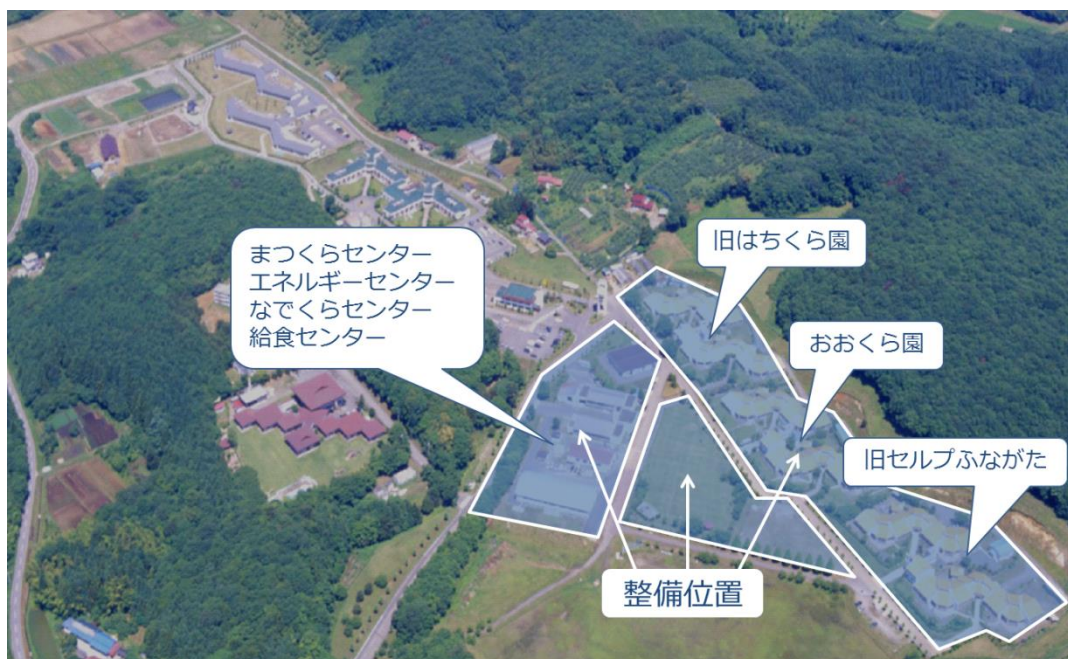 まつくらセンター
エネルギーセンター
なでくらセンター
給食センター
旧はちくら園
おおくら園
旧セルプふながた
整備位置